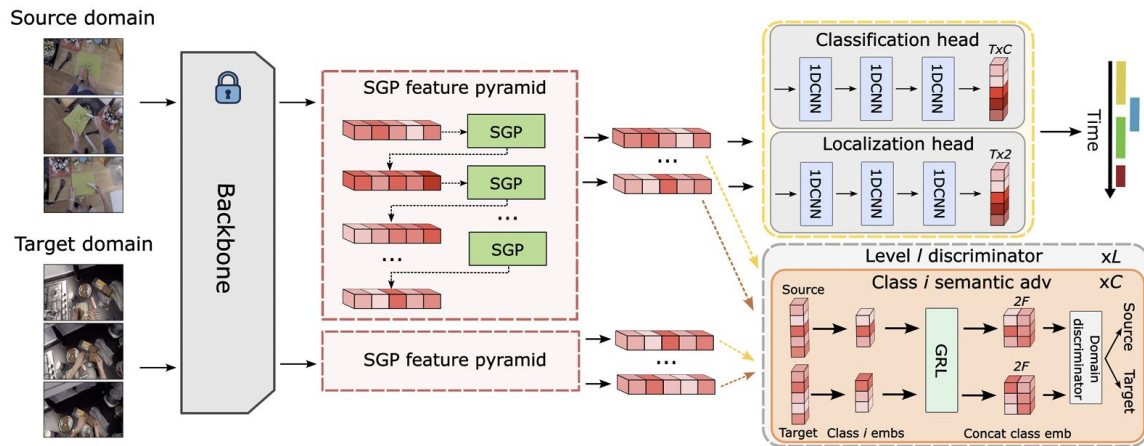 Source domain
Target domain
Backbone
SGP feature pyramid
SGP
SGP
...
SGP
...
SGP feature pyramid
...
...
Classification head
1DCNN
1DCNN
1DCNN
TxC
Localization head
1DCNN
1DCNN
1DCNN
Tx2
Time
Level l discriminator xL
Class i semantic adv xC
Source
GRL
2F
2F
Domain
discriminator
Source
Target
Target Class i embs Concat class emb